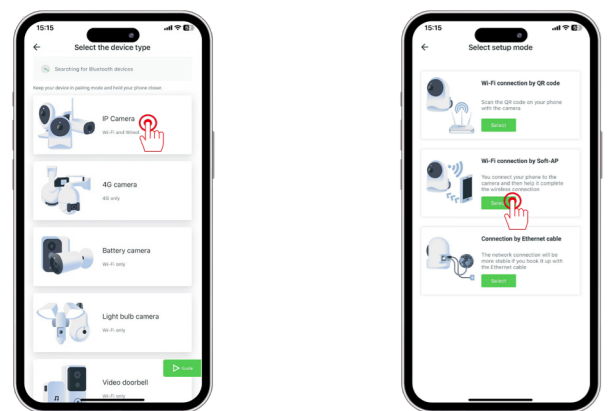 15:15
Select the device type
Searching for Bluetooth devices
Keep your device in pairing mode and hold your phone closer.
IP Camera
Wi-Fi and Wired
4G camera
4G only
Battery camera
Wi-Fi only
Light bulb camera
Wi-Fi only
Guide
Video doorbell
Wi-Fi only
15:15
Select setup mode
Wi-Fi connection by QR code
Scan the QR code on your phone
with the camera
Select
Wi-Fi connection by Soft-AP
You connect your phone to the
camera and then help it complete
the wireless connection
Select
Connection by Ethernet cable
The network connection will be
more stable if you hook it up with
the Ethernet cable
Select